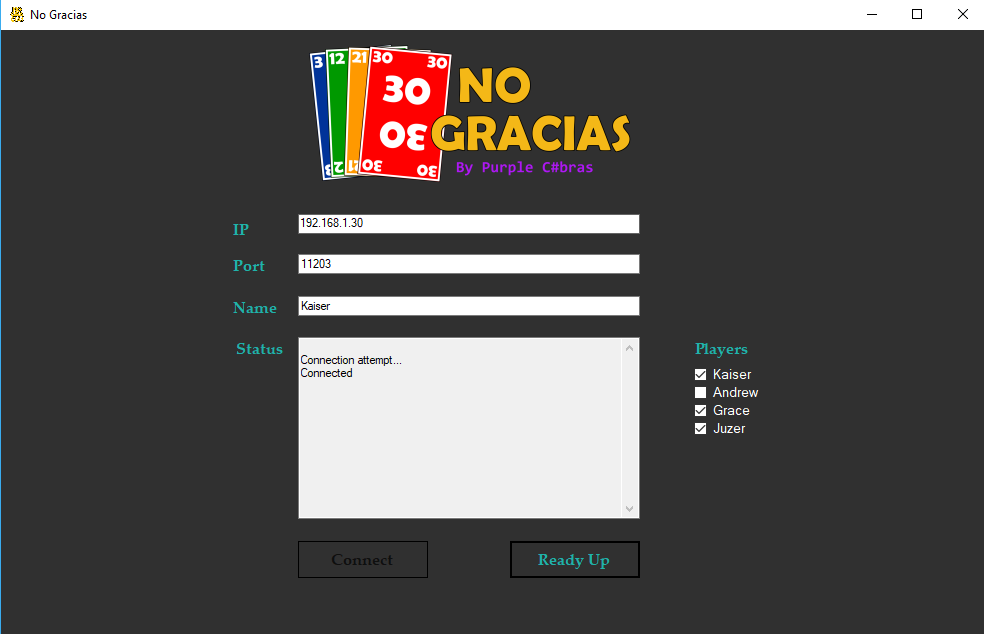 No Gracias
3 12 21 30 30
30
30
3 12 21 30 30
NO
GRACIAS
By Purple C#bras
IP
192.168.1.30
Port
11203
Name
Kaiser
Status
Connection attempt...
Connected
Players
Kaiser
Andrew
Grace
Juzer
Connect
Ready Up